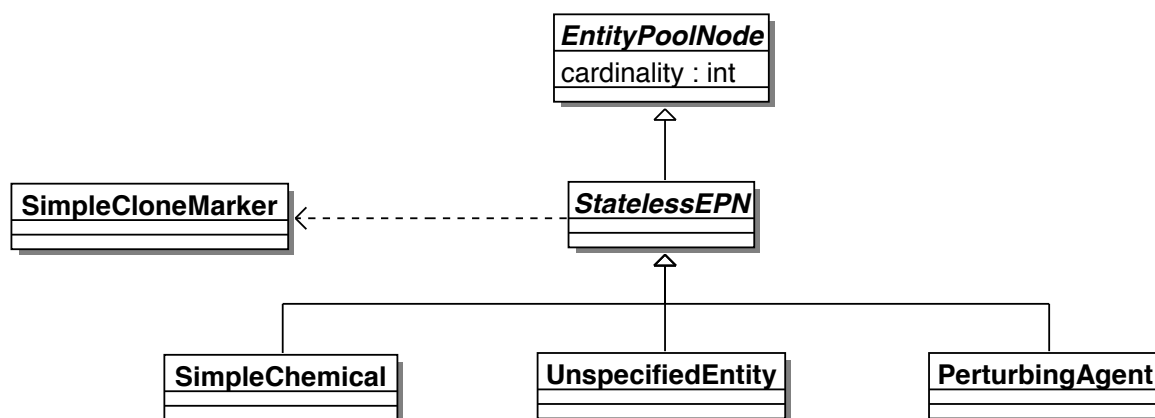 EntityPoolNode
cardinality : int
SimpleCloneMarker
StatelessEPN
SimpleChemical
UnspecifiedEntity
PerturbingAgent